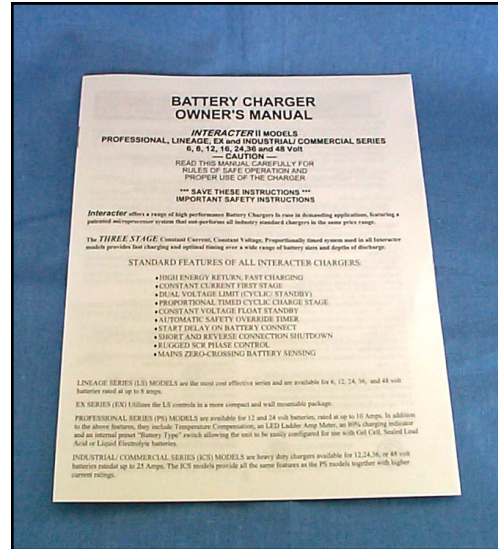 BATTERY CHARGER
OWNER'S MANUAL
INTERACTER II MODELS
PROFESSIONAL, LINEAGE, EX and INDUSTRIAL/ COMMERCIAL SERIES
6, 8, 12, 16, 24,36 and 48 Volt
---- CAUTION ----
READ THIS MANUAL CAREFULLY FOR
RULES OF SAFE OPERATION AND
PROPER USE OF THE CHARGER
*** SAVE THESE INSTRUCTIONS ***
IMPORTANT SAFETY INSTRUCTIONS
Interacter offers a range of high performance Battery Chargers fo ruse in demanding applications, featuring a
patented microprocessor system that out-performs all industry standard chargers in the same price range.
The THREE STAGE Constant Current, Constant Voltage, Proportionally timed system used in all Interacter
models provides fast charging and optimal timing over a wide range of battery sizes and depths of discharge.
STANDARD FEATURES OF ALL INTERACTER CHARGERS:
♦HIGH ENERGY RETURN, FAST CHARGING
♦CONSTANT CURRENT FIRST STAGE
♦DUAL VOLTAGE LIMIT (CYCLIC/ STANDBY)
♦PROPORTIONAL TIMED CYCLIC CHARGE STAGE
♦CONSTANT VOLTAGE FLOAT STANDBY
♦AUTOMATIC SAFETY OVERRIDE TIMER
♦START DELAY ON BATTERY CONNECT
♦SHORT AND REVERSE CONNECTION SHUTDOWN
♦RUGGED SCR PHASE CONTROL
♦MAINS ZERO-CROSSING BATTERY SENSING
LINEAGE SERIES (LS) MODELS are the most cost effective series and are available for 6, 12, 24, 36, and 48 volt
batteries rated at up to 8 amps.
EX SERIES (EX) Utilizes the LS controls in a more compact and wall mountable package.
PROFESSIONAL SERIES (PS) MODELS are available for 12 and 24 volt batteries, rated at up to 10 Amps. In addition
to the above features, they include Temperature Compensation, an LED Ladder Amp Meter, an 80% charging indicator
and an internal preset "Battery Type" switch allowing the unit to be easily configured for use with Gel Cell, Sealed Lead
Acid or Liquid Electrolyte batteries.
INDUSTRIAL/ COMMERCIAL SERIES (ICS) MODELS are heavy duty chargers available for 12,24,36, or 48 volt
batteries ratedat up to 25 Amps. The ICS models provide all the same features as the PS models together with higher
current ratings.